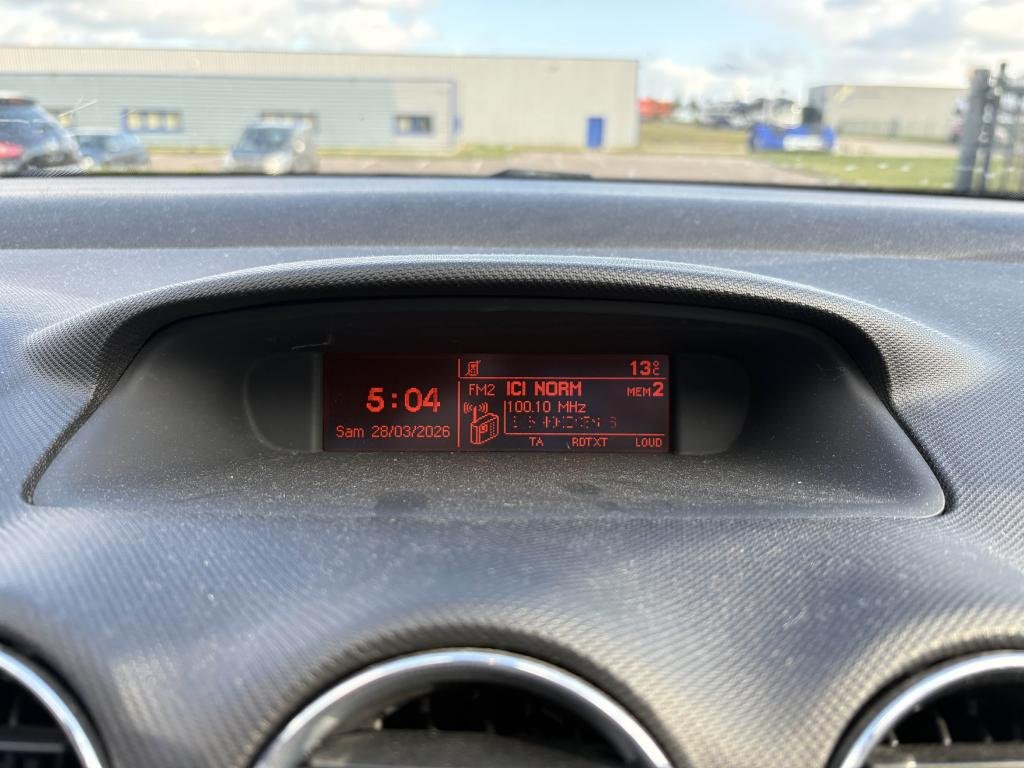 13°C
5:04
FM2 ICI NORM MEM2
100.10 MHz
Sam 28/03/2026
TA RDTXT LOUD